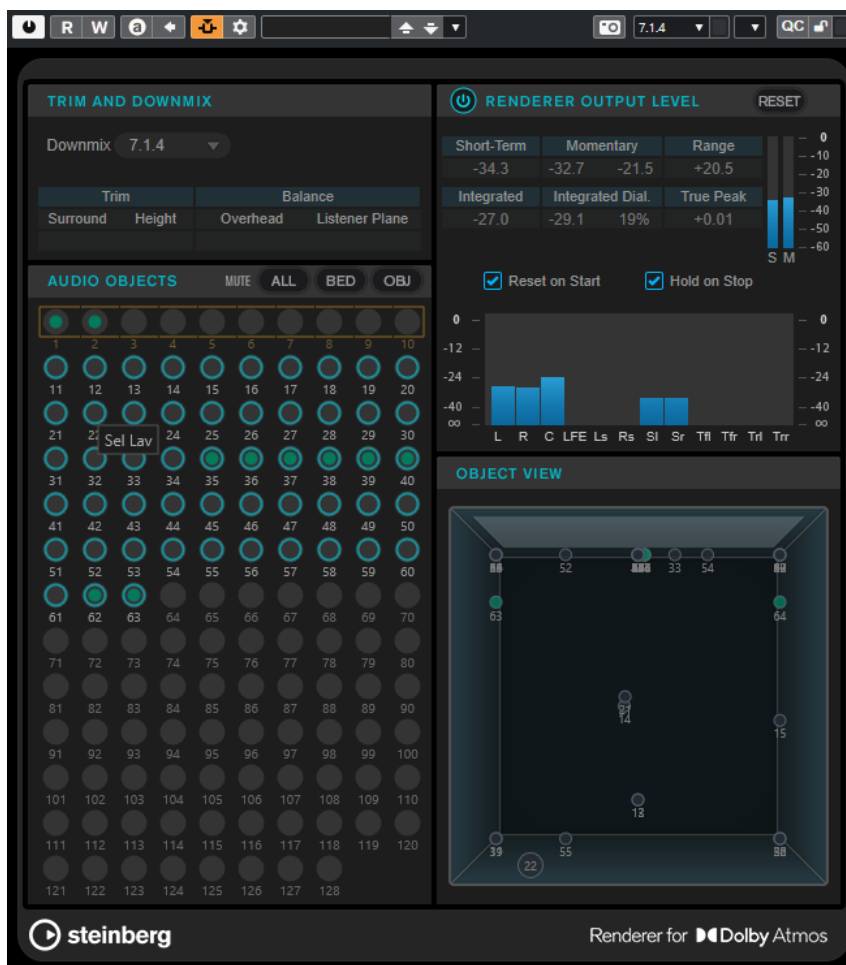 R W a 7.1.4 QC
TRIM AND DOWNMIX
Downmix 7.1.4
Trim Balance
Surround Height Overhead Listener Plane
RENDERER OUTPUT LEVEL RESET
Short-Term Momentary Range
-34.3 -32.7 -21.5 +20.5
Integrated Integrated Dial. True Peak
-27.0 -29.1 19% +0.01
0
-10
-20
-30
-40
-50
-60
S M
Reset on Start Hold on Stop
AUDIO OBJECTS MUTE ALL BED OBJ
1 2 3 4 5 6 7 8 9 10
11 12 13 14 15 16 17 18 19 20
21 24 25 26 27 28 29 30
Sel Lav
31 32 33 34 35 36 37 38 39 40
41 42 43 44 45 46 47 48 49 50
51 52 53 54 55 56 57 58 59 60
61 62 63 64 65 66 67 68 69 70
71 72 73 74 75 76 77 78 79 80
81 82 83 84 85 86 87 88 89 90
91 92 93 94 95 96 97 98 99 100
101 102 103 104 105 106 107 108 109 110
111 112 113 114 115 116 117 118 119 120
121 122 123 124 125 126 127 128
0 0
-12 -12
-24 -24
-40 -40
∞ ∞
L R C LFE Ls Rs Sl Sr Tfl Tfr Trl Trr
OBJECT VIEW
52 33 54
63 64
14
15
55
22
steinberg
Renderer for Dolby Atmos